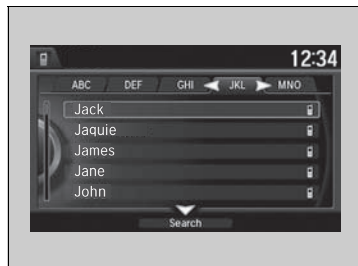 12:34
ABC DEF GHI JKL MNO
Jack
Jaquie
James
Jane
John
Search